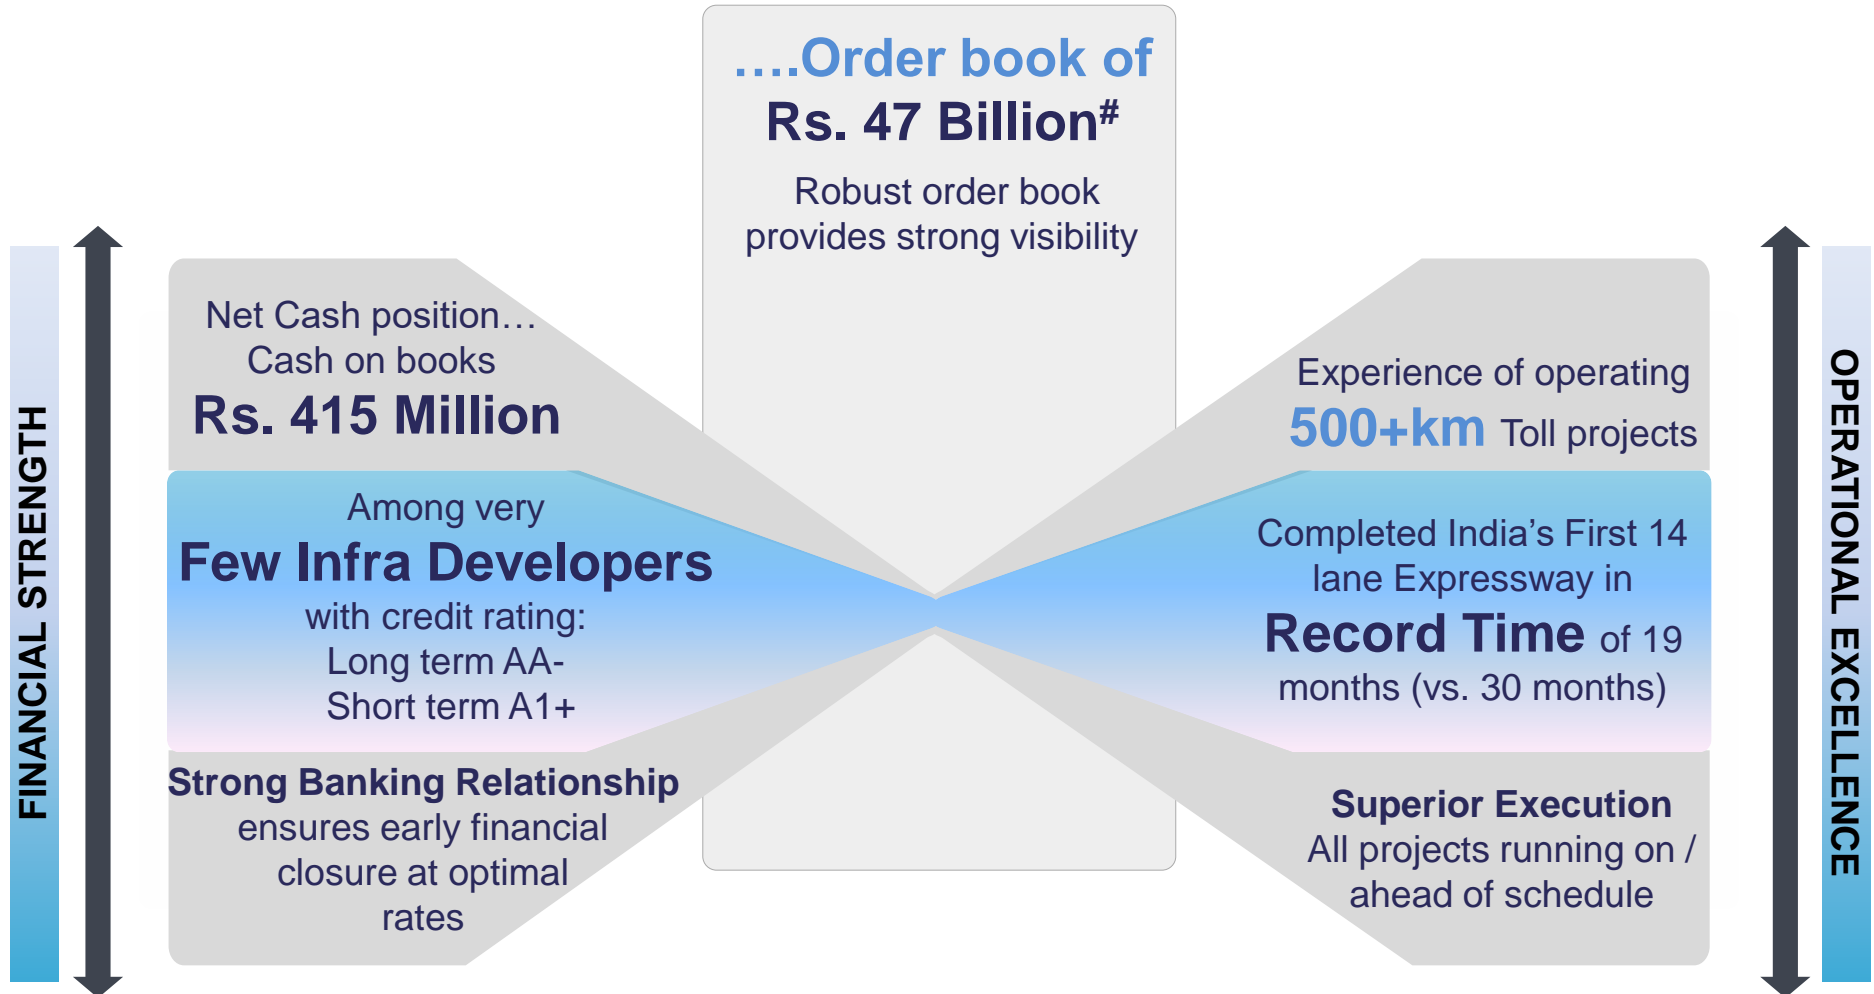 ….Order book of
Rs. 47 Billion#
Robust order book
provides strong visibility
FINANCIAL STRENGTH
Net Cash position…
Cash on books
Rs. 415 Million
Among very
Few Infra Developers
with credit rating:
Long term AA-
Short term A1+
Strong Banking Relationship
ensures early financial
closure at optimal
rates
Experience of operating
500+km Toll projects
Completed India’s First 14
lane Expressway in
Record Time of 19
months (vs. 30 months)
Superior Execution
All projects running on /
ahead of schedule
OPERATIONAL EXCELLENCE